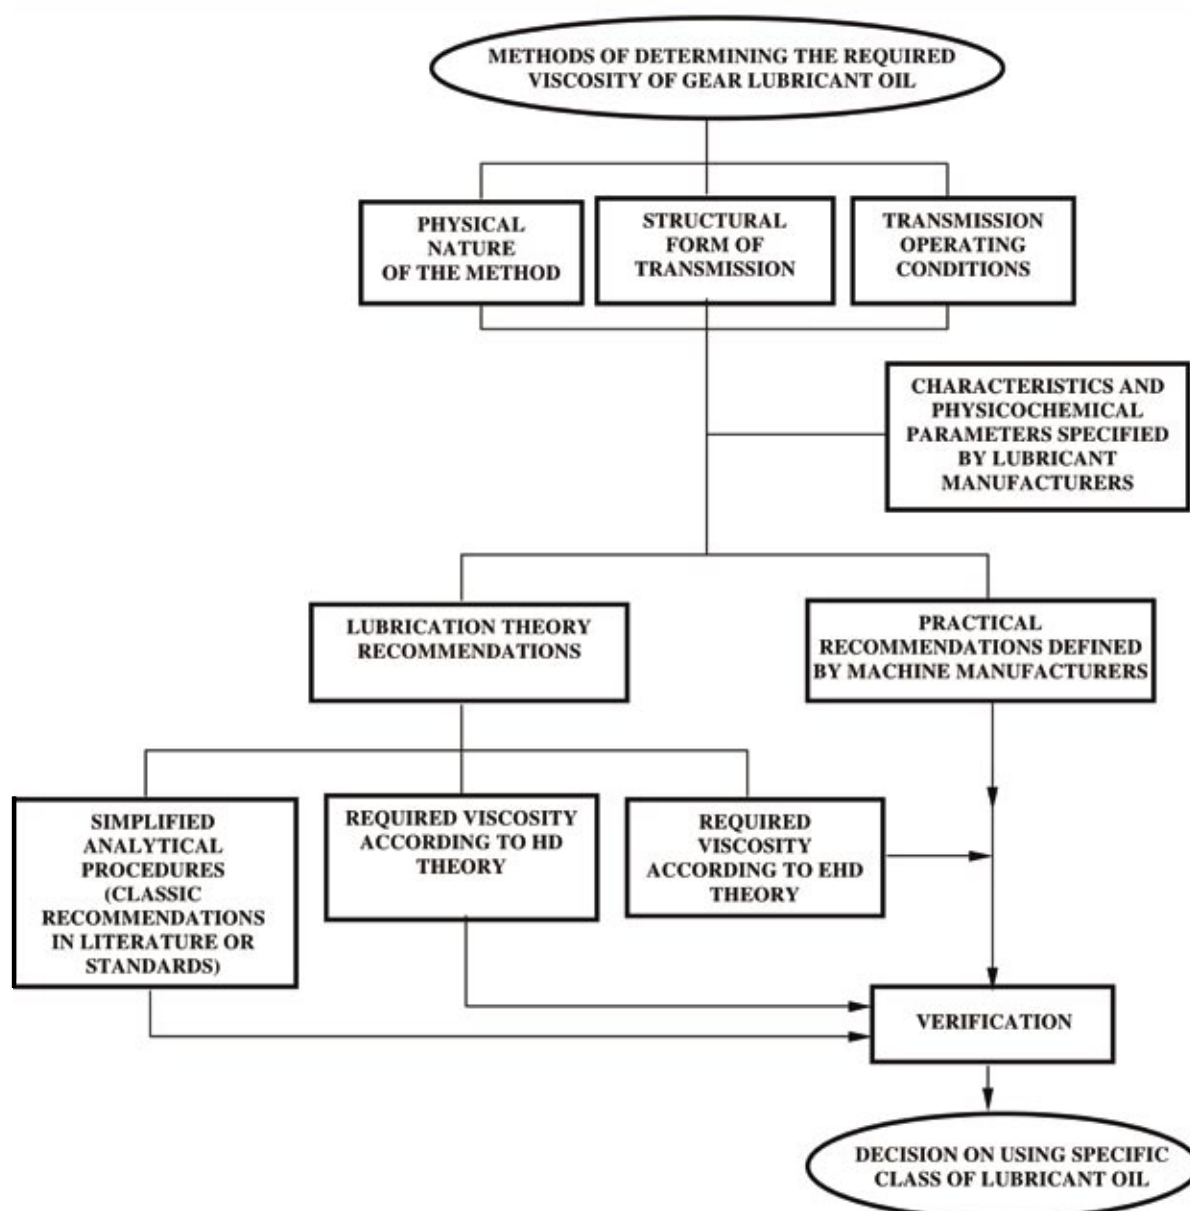 METHODS OF DETERMINING THE REQUIRED
VISCOSITY OF GEAR LUBRICANT OIL
PHYSICAL
NATURE
OF THE METHOD
STRUCTURAL
FORM OF
TRANSMISSION
TRANSMISSION
OPERATING
CONDITIONS
CHARACTERISTICS AND
PHYSICOCHEMICAL
PARAMETERS SPECIFIED
BY LUBRICANT
MANUFACTURERS
LUBRICATION THEORY
RECOMMENDATIONS
PRACTICAL
RECOMMENDATIONS DEFINED
BY MACHINE MANUFACTURERS
SIMPLIFIED
ANALYTICAL
PROCEDURES
(CLASSIC
RECOMMENDATIONS
IN LITERATURE OR
STANDARDS)
REQUIRED VISCOSITY
ACCORDING TO HD
THEORY
REQUIRED
VISCOSITY
ACCORDING TO EHD
THEORY
VERIFICATION
DECISION ON USING SPECIFIC
CLASS OF LUBRICANT OIL